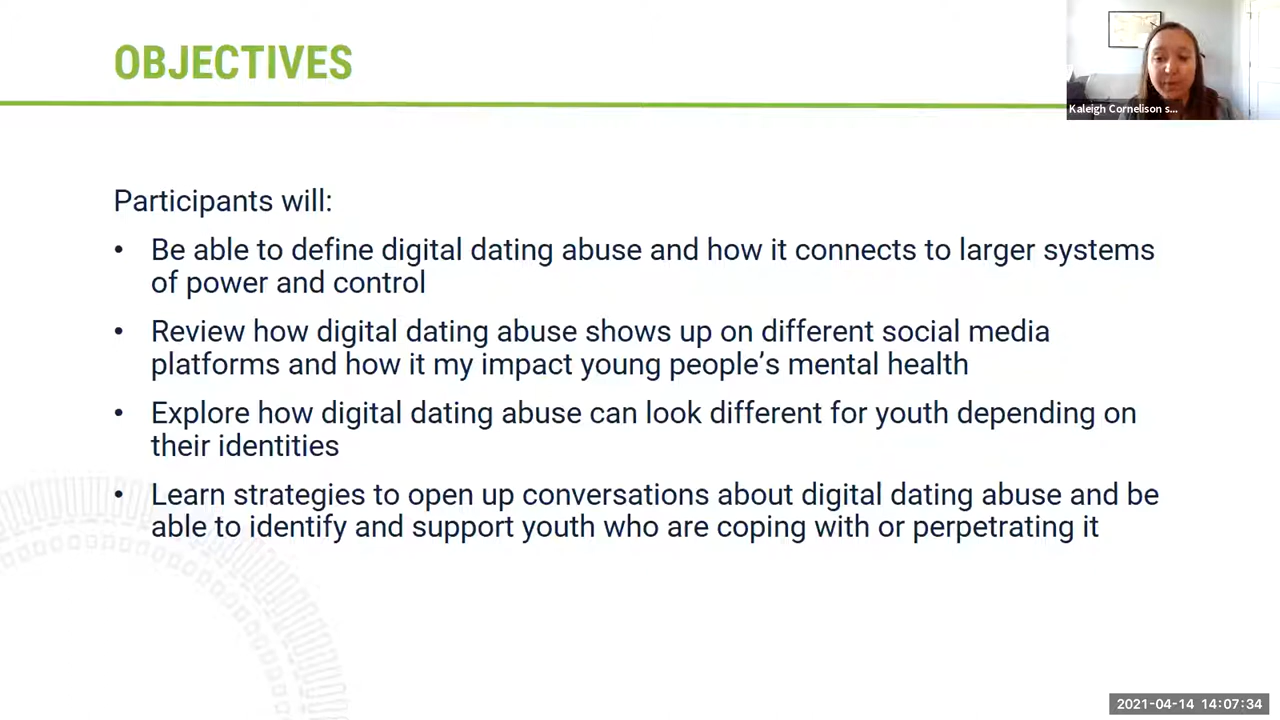 OBJECTIVES
Kaleigh Cornelison s...
Participants will:
• Be able to define digital dating abuse and how it connects to larger systems
of power and control
• Review how digital dating abuse shows up on different social media
platforms and how it my impact young people’s mental health
• Explore how digital dating abuse can look different for youth depending on
their identities
• Learn strategies to open up conversations about digital dating abuse and be
able to identify and support youth who are coping with or perpetrating it
2021-04-14 14:07:34